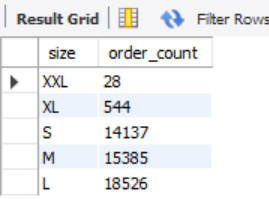 Result Grid Filter Rows
size order_count
XXL 28
XL 544
S 14137
M 15385
L 18526